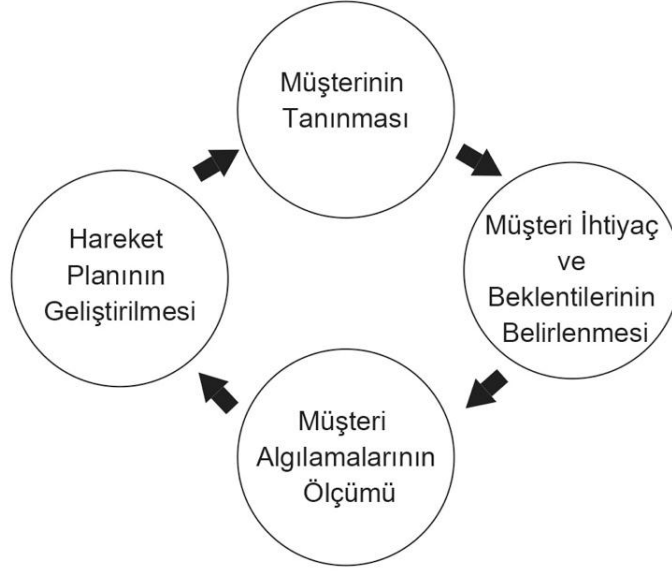 Müşterinin
Tanınması
Müşteri İhtiyaç
ve
Beklentilerinin
Belirlenmesi
Müşteri
Algılamalarının
Ölçümü
Hareket
Planının
Geliştirilmesi